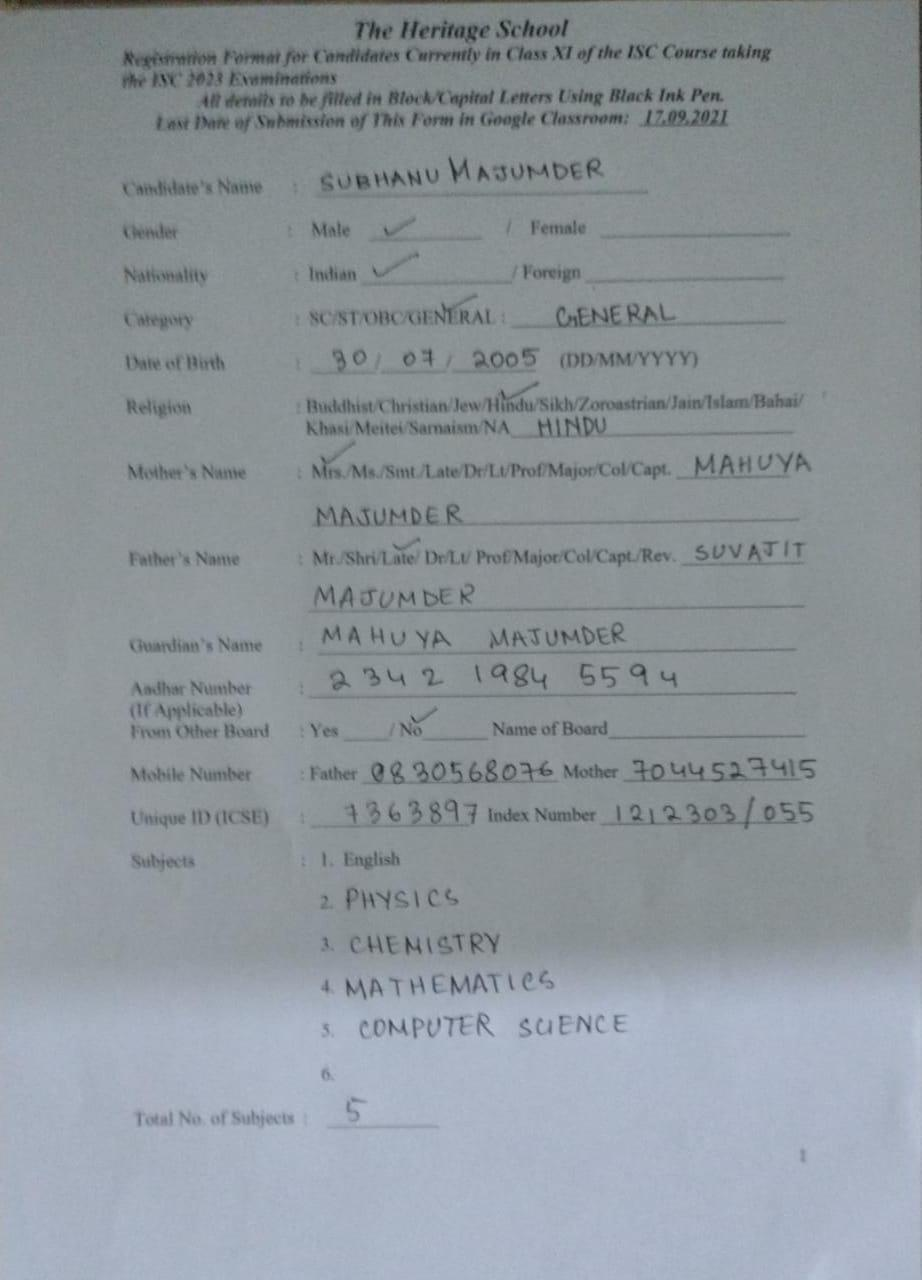 The Heritage School
Registration Format for Candidates Currently in Class XI of the ISC Course taking
the ISC 2023 Examinations
All details to be filled in Block/Capital Letters Using Black Ink Pen.
Last Date of Submission of This Form in Google Classroom: 17.09.2021
Candidate's Name : SUBHANU MAJUMDER
Gender : Male ✓ / Female
Nationality : Indian ✓ / Foreign
Category : SC/ST/OBC/GENERAL : GENERAL
Date of Birth : 30/ 07/ 2005 (DD/MM/YYYY)
Religion : Buddhist/Christian/Jew/Hindu/Sikh/Zoroastrian/Jain/Islam/Bahai/
Khasi/Meitei/Sarnaism/NA HINDU
Mother's Name : Mrs./Ms./Smt./Late/Dr/Lt/Prof/Major/Col/Capt. MAHUYA
MAJUMDER
Father's Name : Mr./Shri/Late/ Dr/Lt/ Prof/Major/Col/Capt./Rev. SUVAJIT
MAJUMDER
Guardian's Name : MAHUYA MAJUMDER
Aadhar Number : 2342 1984 5594
(If Applicable)
From Other Board : Yes / No ✓ Name of Board
Mobile Number : Father 9830568076 Mother 7044527415
Unique ID (ICSE) : 7363897 Index Number 1212303/055
Subjects : 1. English
2. PHYSICS
3. CHEMISTRY
4. MATHEMATICS
5. COMPUTER SCIENCE
6.
Total No. of Subjects : 5
1